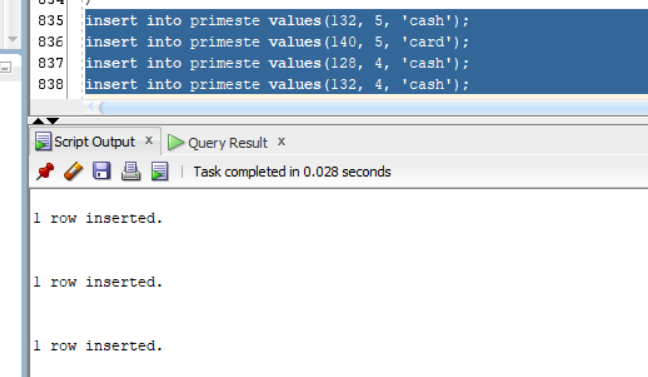 834 /
835 insert into primeste values(132, 5, 'cash');
836 insert into primeste values(140, 5, 'card');
837 insert into primeste values(128, 4, 'cash');
838 insert into primeste values(132, 4, 'cash');
Script Output x Query Result x
Task completed in 0.028 seconds
1 row inserted.
1 row inserted.
1 row inserted.